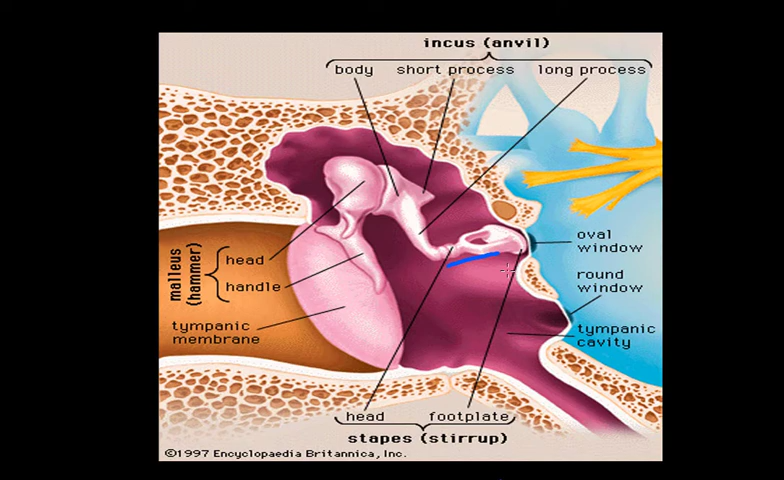 incus (anvil)
body short process long process
oval
window
round
window
malleus
(hammer)
head
handle
tympanic
membrane
tympanic
cavity
head footplate
stapes (stirrup)
©1997 Encyclopaedia Britannica, Inc.